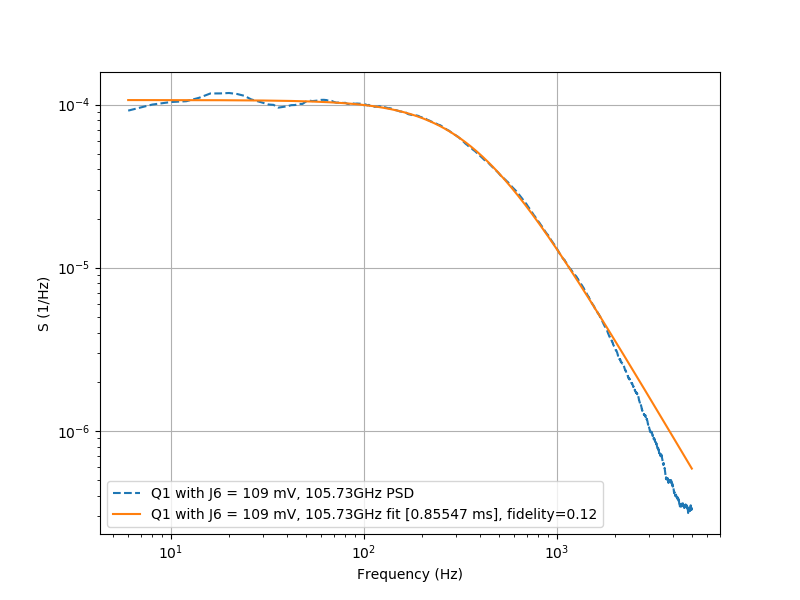 10⁻⁴
10⁻⁵
10⁻⁶
S (1/Hz)
Q1 with J6 = 109 mV, 105.73GHz PSD
Q1 with J6 = 109 mV, 105.73GHz fit [0.85547 ms], fidelity=0.12
10¹ 10² 10³
Frequency (Hz)